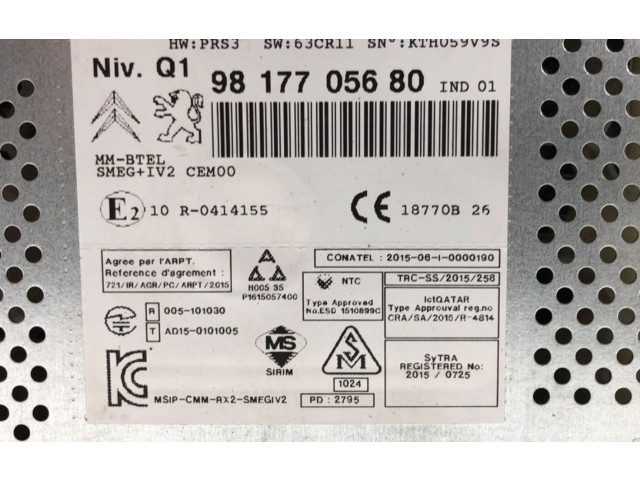 HW:PRS3 SW:63CR11 SN°:KTH059V9S
Niv. Q1 98 177 056 80 IND 01
MM-BTEL
SMEG+IV2 CEM00
E2 10 R-0414155 CE 18770B 26
Agree par l'ARPT.
Reference d'agrement :
721/IR/AGR/PC/ARPT/2015
H005 35
P1615057400
CONATEL : 2015-06-I-0000190
NTC
Type Approved
No.ESD 1510899C
TRC-SS/2015/258
ictQATAR
Type Approuval reg.no
CRA/SA/2015/R-4814
R 005-101030
T AD15-0101005
MS
SIRIM
SM
1024
PD : 2795
SyTRA
REGISTERED No:
2015 / 0725
MSIP-CMM-RX2-SMEGIV2